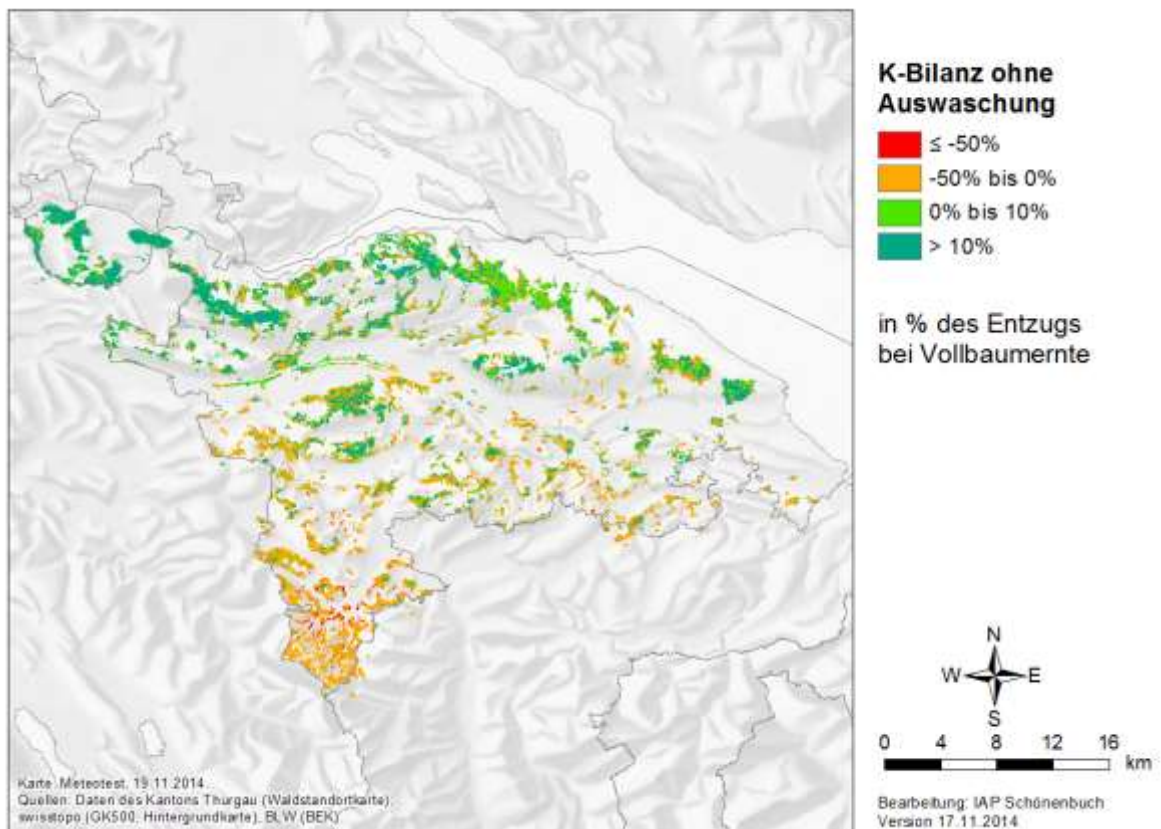 K-Bilanz ohne
Auswaschung
≤ -50%
-50% bis 0%
0% bis 10%
> 10%
in % des Entzugs
bei Vollbaumernte
N
W E
S
0 4 8 12 16
km
Karte: Meteotest, 19.11.2014.
Quellen: Daten des Kantons Thurgau (Waldstandortkarte),
swisstopo (GK500, Hintergrundkarte), BLW (BEK)
Bearbeitung: IAP Schönenbuch
Version 17.11.2014